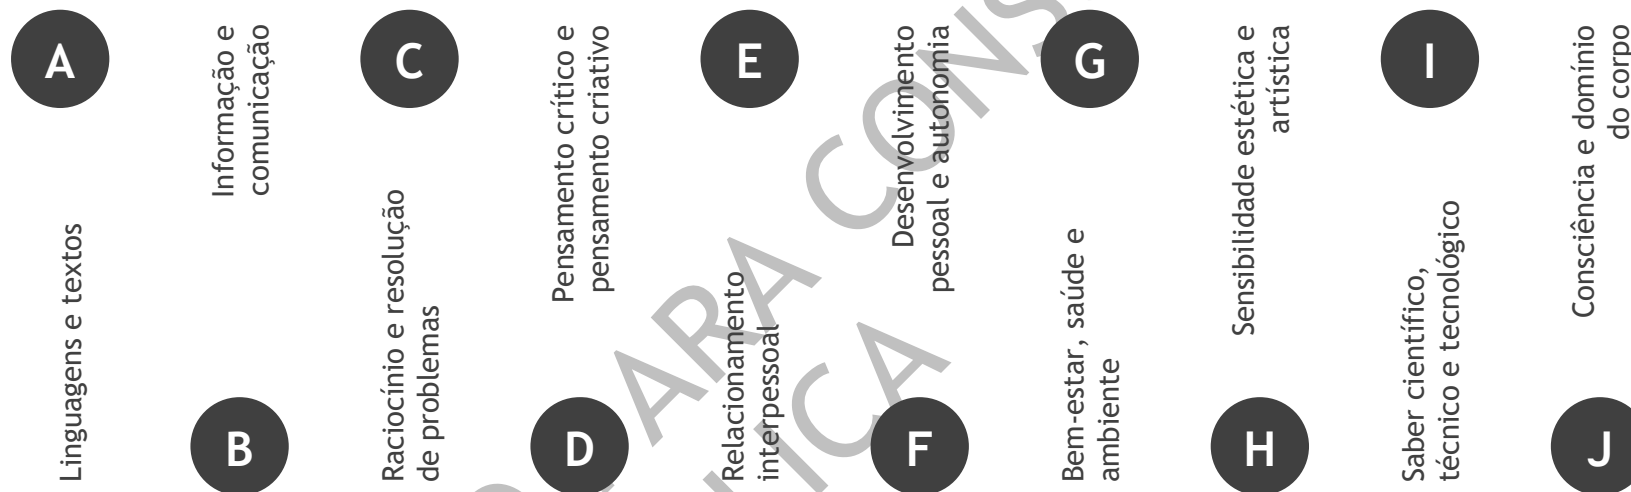 A
Linguagens e textos
B
Informação e
comunicação
C
Raciocínio e resolução
de problemas
D
Pensamento crítico e
pensamento criativo
E
Relacionamento
interpessoal
F
Desenvolvimento
pessoal e autonomia
G
Bem-estar, saúde e
ambiente
H
Sensibilidade estética e
artística
I
Saber científico,
técnico e tecnológico
J
Consciência e domínio
do corpo